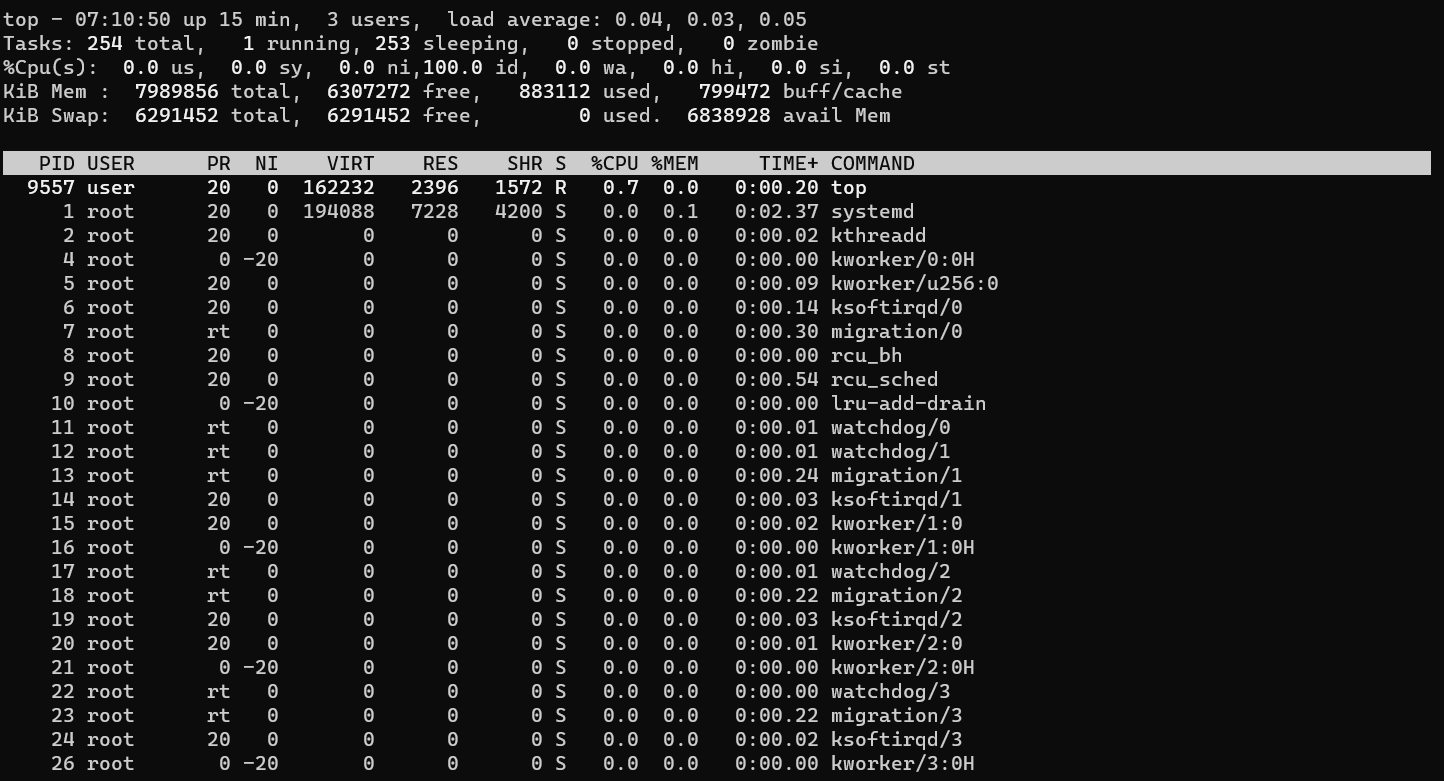 top - 07:10:50 up 15 min,  3 users,  load average: 0.04, 0.03, 0.05
Tasks: 254 total,   1 running, 253 sleeping,   0 stopped,   0 zombie
%Cpu(s):  0.0 us,  0.0 sy,  0.0 ni,100.0 id,  0.0 wa,  0.0 hi,  0.0 si,  0.0 st
KiB Mem :  7989856 total,  6307272 free,   883112 used,   799472 buff/cache
KiB Swap:  6291452 total,  6291452 free,        0 used.  6838928 avail Mem
   PID USER      PR  NI    VIRT    RES    SHR S  %CPU %MEM     TIME+ COMMAND
  9557 user      20   0  162232   2396   1572 R   0.7  0.0   0:00.20 top
     1 root      20   0  194088   7228   4200 S   0.0  0.1   0:02.37 systemd
     2 root      20   0       0      0      0 S   0.0  0.0   0:00.02 kthreadd
     4 root       0 -20       0      0      0 S   0.0  0.0   0:00.00 kworker/0:0H
     5 root      20   0       0      0      0 S   0.0  0.0   0:00.09 kworker/u256:0
     6 root      20   0       0      0      0 S   0.0  0.0   0:00.14 ksoftirqd/0
     7 root      rt   0       0      0      0 S   0.0  0.0   0:00.30 migration/0
     8 root      20   0       0      0      0 S   0.0  0.0   0:00.00 rcu_bh
     9 root      20   0       0      0      0 S   0.0  0.0   0:00.54 rcu_sched
    10 root       0 -20       0      0      0 S   0.0  0.0   0:00.00 lru-add-drain
    11 root      rt   0       0      0      0 S   0.0  0.0   0:00.01 watchdog/0
    12 root      rt   0       0      0      0 S   0.0  0.0   0:00.01 watchdog/1
    13 root      rt   0       0      0      0 S   0.0  0.0   0:00.24 migration/1
    14 root      20   0       0      0      0 S   0.0  0.0   0:00.03 ksoftirqd/1
    15 root      20   0       0      0      0 S   0.0  0.0   0:00.02 kworker/1:0
    16 root       0 -20       0      0      0 S   0.0  0.0   0:00.00 kworker/1:0H
    17 root      rt   0       0      0      0 S   0.0  0.0   0:00.01 watchdog/2
    18 root      rt   0       0      0      0 S   0.0  0.0   0:00.22 migration/2
    19 root      20   0       0      0      0 S   0.0  0.0   0:00.03 ksoftirqd/2
    20 root      20   0       0      0      0 S   0.0  0.0   0:00.01 kworker/2:0
    21 root       0 -20       0      0      0 S   0.0  0.0   0:00.00 kworker/2:0H
    22 root      rt   0       0      0      0 S   0.0  0.0   0:00.00 watchdog/3
    23 root      rt   0       0      0      0 S   0.0  0.0   0:00.22 migration/3
    24 root      20   0       0      0      0 S   0.0  0.0   0:00.02 ksoftirqd/3
    26 root       0 -20       0      0      0 S   0.0  0.0   0:00.00 kworker/3:0H